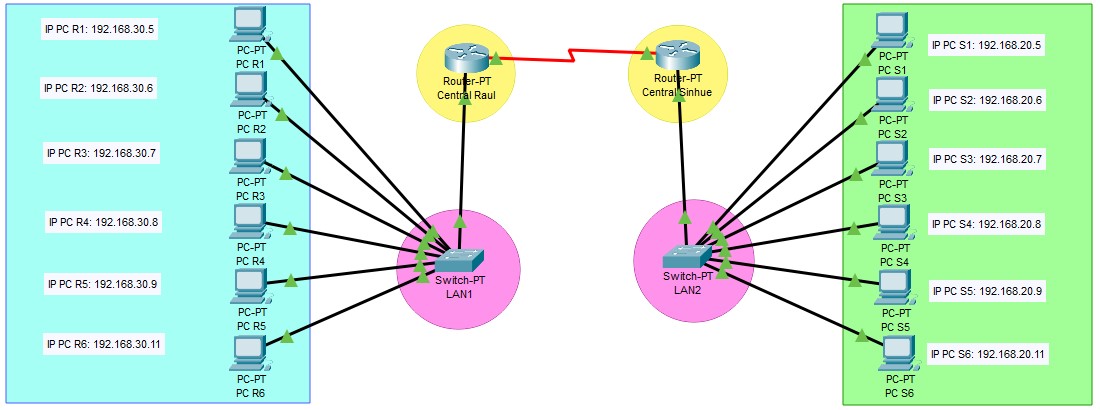 IP PC R1: 192.168.30.5
PC-PT
PC R1
IP PC R2: 192.168.30.6
PC-PT
PC R2
IP PC R3: 192.168.30.7
PC-PT
PC R3
IP PC R4: 192.168.30.8
PC-PT
PC R4
IP PC R5: 192.168.30.9
PC-PT
PC R5
IP PC R6: 192.168.30.11
PC-PT
PC R6
Router-PT
Central Raul
Switch-PT
LAN1
Router-PT
Central Sinhue
Switch-PT
LAN2
PC-PT
PC S1
IP PC S1: 192.168.20.5
PC-PT
PC S2
IP PC S2: 192.168.20.6
PC-PT
PC S3
IP PC S3: 192.168.20.7
PC-PT
PC S4
IP PC S4: 192.168.20.8
PC-PT
PC S5
IP PC S5: 192.168.20.9
PC-PT
PC S6
IP PC S6: 192.168.20.11